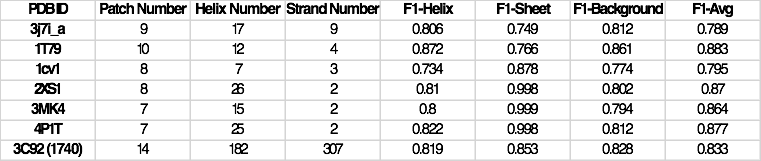 PDBID Patch Number Helix Number Strand Number F1-Helix F1-Sheet F1-Background F1-Avg
3j7i_a 9 17 9 0.806 0.749 0.812 0.789
1T79 10 12 4 0.872 0.766 0.861 0.883
1cv1 8 7 3 0.734 0.878 0.774 0.795
2XS1 8 26 2 0.81 0.998 0.802 0.87
3MK4 7 15 2 0.8 0.999 0.794 0.864
4P1T 7 25 2 0.822 0.998 0.812 0.877
3C92 (1740) 14 182 307 0.819 0.853 0.828 0.833